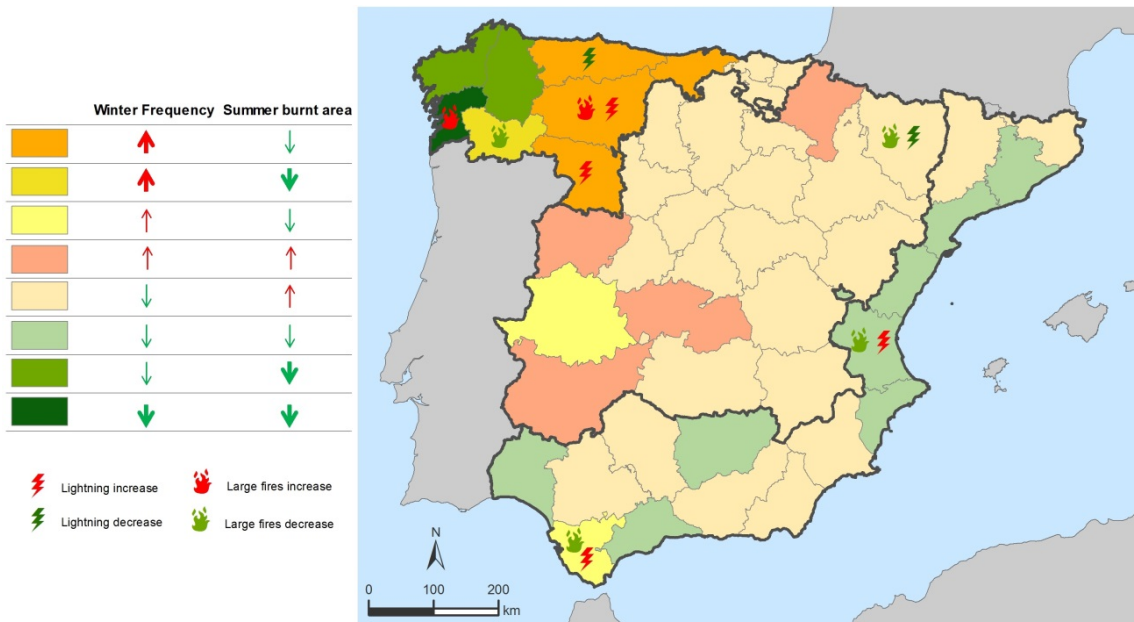 Winter Frequency Summer burnt area
Lightning increase Large fires increase
Lightning decrease Large fires decrease
N
0 100 200
km